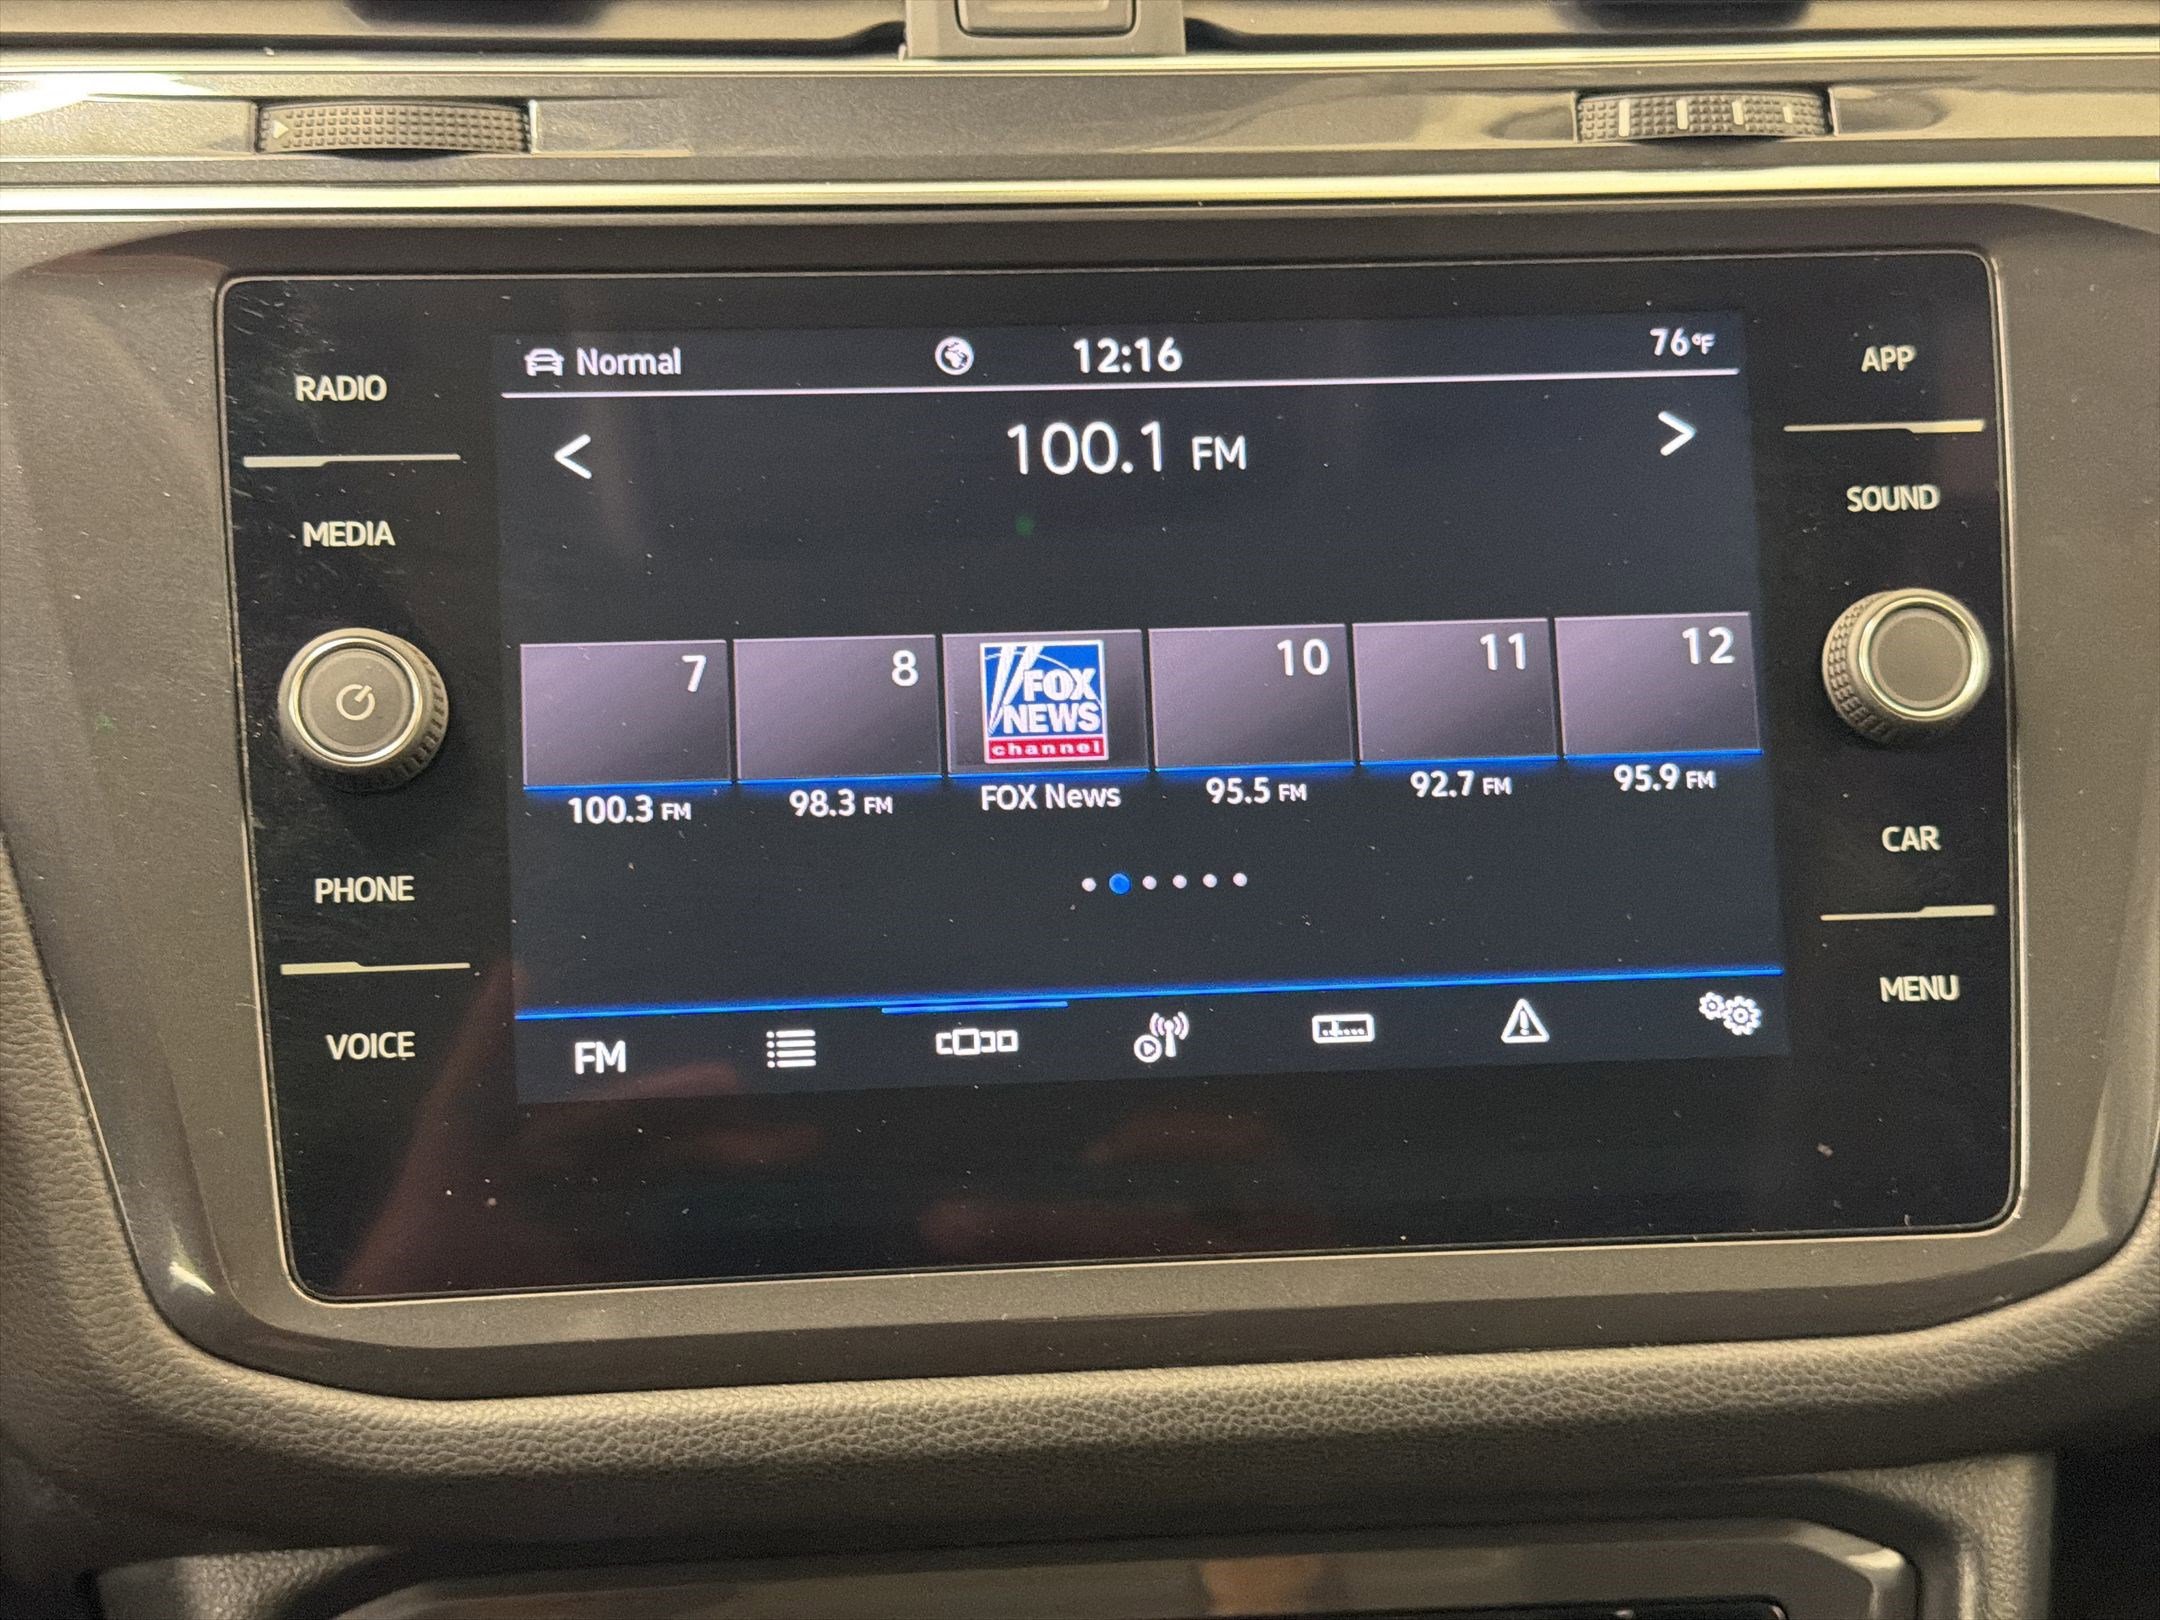 RADIO
MEDIA
PHONE
VOICE
Normal
12:16
76°F
100.1 FM
7
8
FOX
NEWS
channel
10
11
12
100.3 FM
98.3 FM
FOX News
95.5 FM
92.7 FM
95.9 FM
FM
APP
SOUND
CAR
MENU